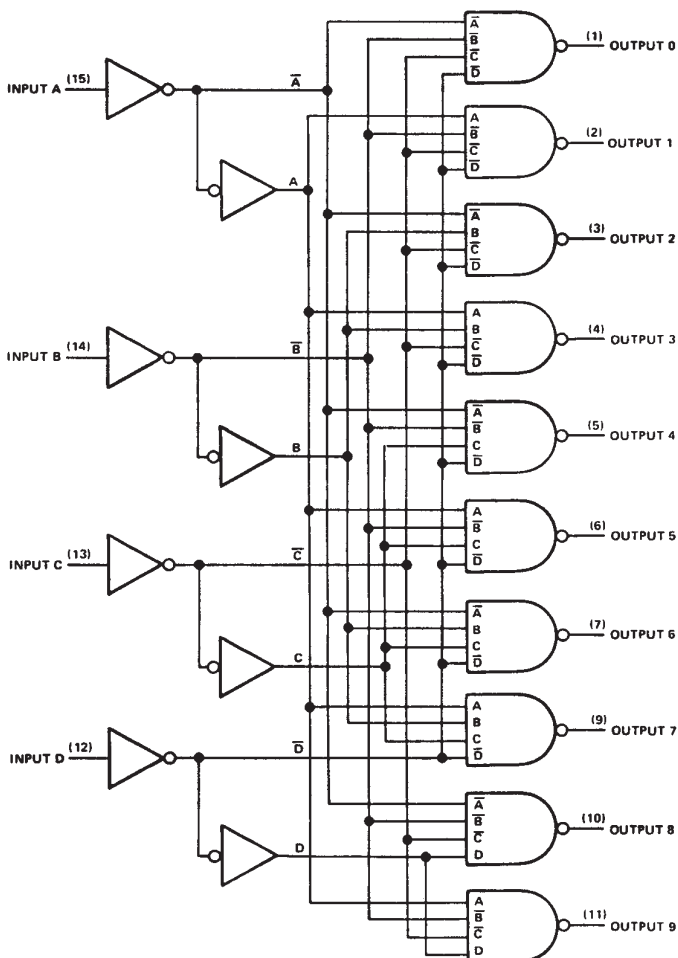 A̅
B̅
C̅
D̅
(1)
OUTPUT 0
INPUT A (15)
A̅
A
B̅
C̅
D̅
(2)
OUTPUT 1
A
A̅
B
C̅
D̅
(3)
OUTPUT 2
A
B
C̅
D̅
(4)
OUTPUT 3
INPUT B (14)
B̅
A̅
B̅
C
D̅
(5)
OUTPUT 4
B
A
B̅
C
D̅
(6)
OUTPUT 5
INPUT C (13)
C̅
A̅
B
C
D̅
(7)
OUTPUT 6
C
A
B
C
D̅
(9)
OUTPUT 7
INPUT D (12)
D̅
A̅
B̅
C̅
D
(10)
OUTPUT 8
D
A
B̅
C̅
D
(11)
OUTPUT 9